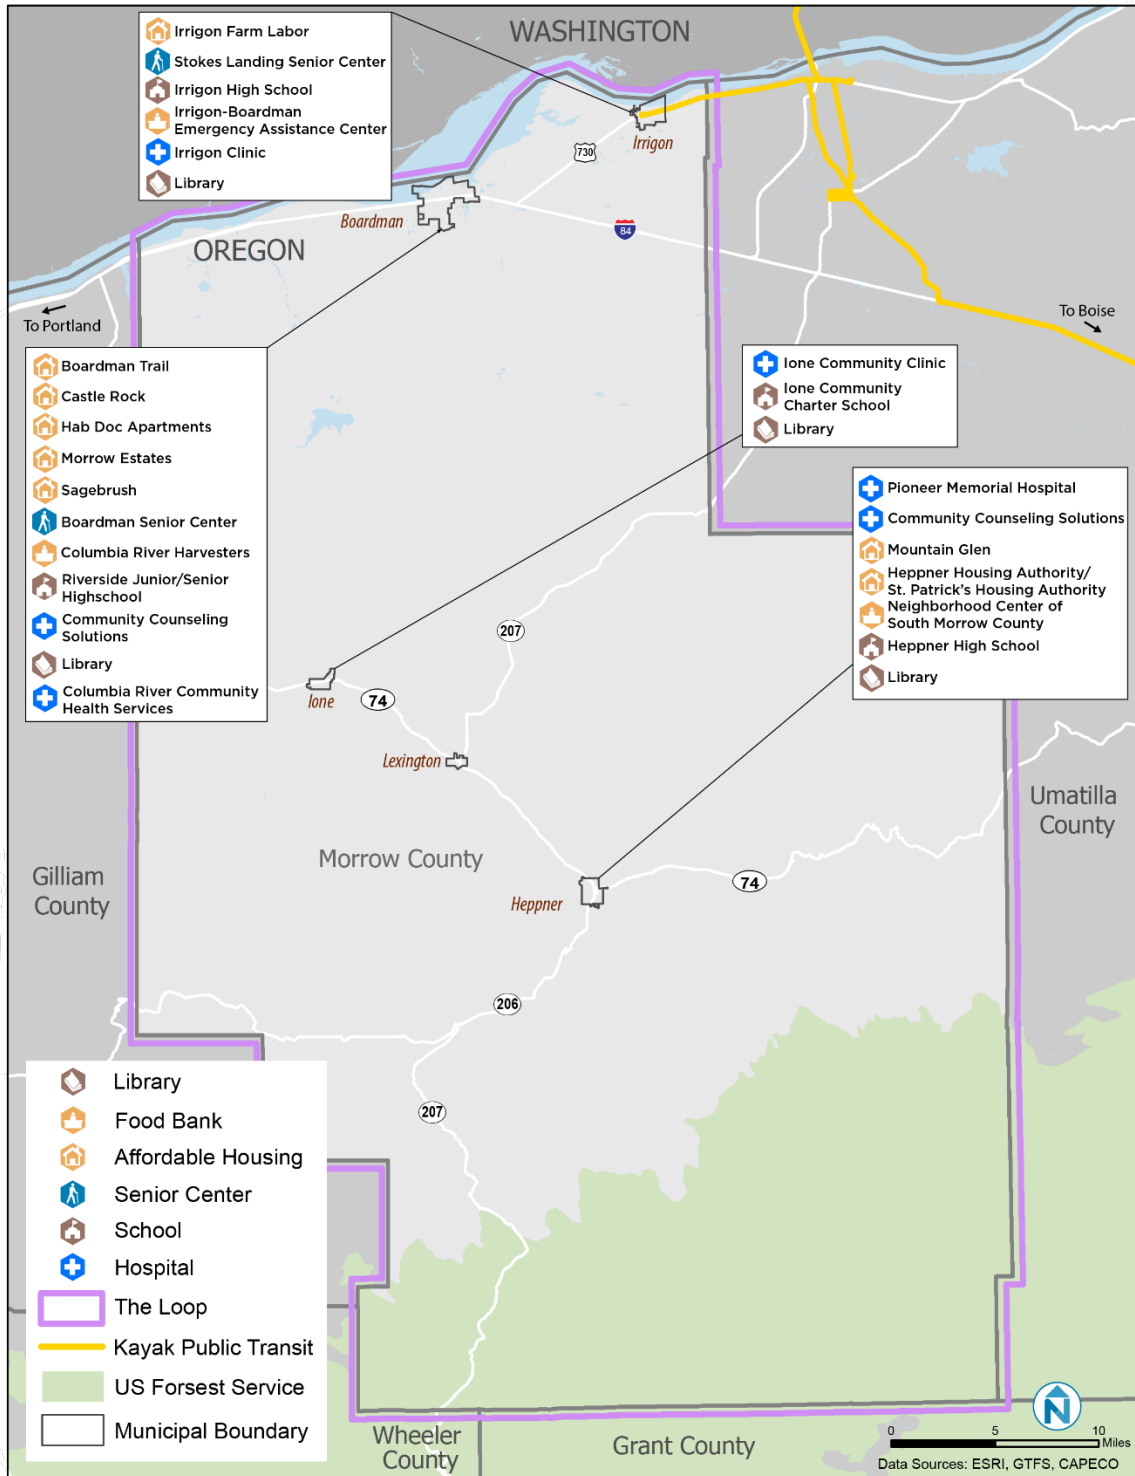 WASHINGTON
Irrigon Farm Labor
Stokes Landing Senior Center
Irrigon High School
Irrigon-Boardman
Emergency Assistance Center
Irrigon Clinic
Library
Irrigon
730
Boardman
84
OREGON
To Portland
To Boise
Boardman Trail
Castle Rock
Hab Doc Apartments
Morrow Estates
Sagebrush
Boardman Senior Center
Columbia River Harvesters
Riverside Junior/Senior
Highschool
Community Counseling
Solutions
Library
Columbia River Community
Health Services
Ione Community Clinic
Ione Community
Charter School
Library
Pioneer Memorial Hospital
Community Counseling Solutions
Mountain Glen
Heppner Housing Authority/
St. Patrick's Housing Authority
Neighborhood Center of
South Morrow County
Heppner High School
Library
207
Ione
74
Lexington
Umatilla
County
Morrow County
Gilliam
County
74
Heppner
206
207
Library
Food Bank
Affordable Housing
Senior Center
School
Hospital
The Loop
Kayak Public Transit
US Forsest Service
Municipal Boundary
Wheeler
County
Grant County
N
0 5 10
Miles
Data Sources: ESRI, GTFS, CAPECO